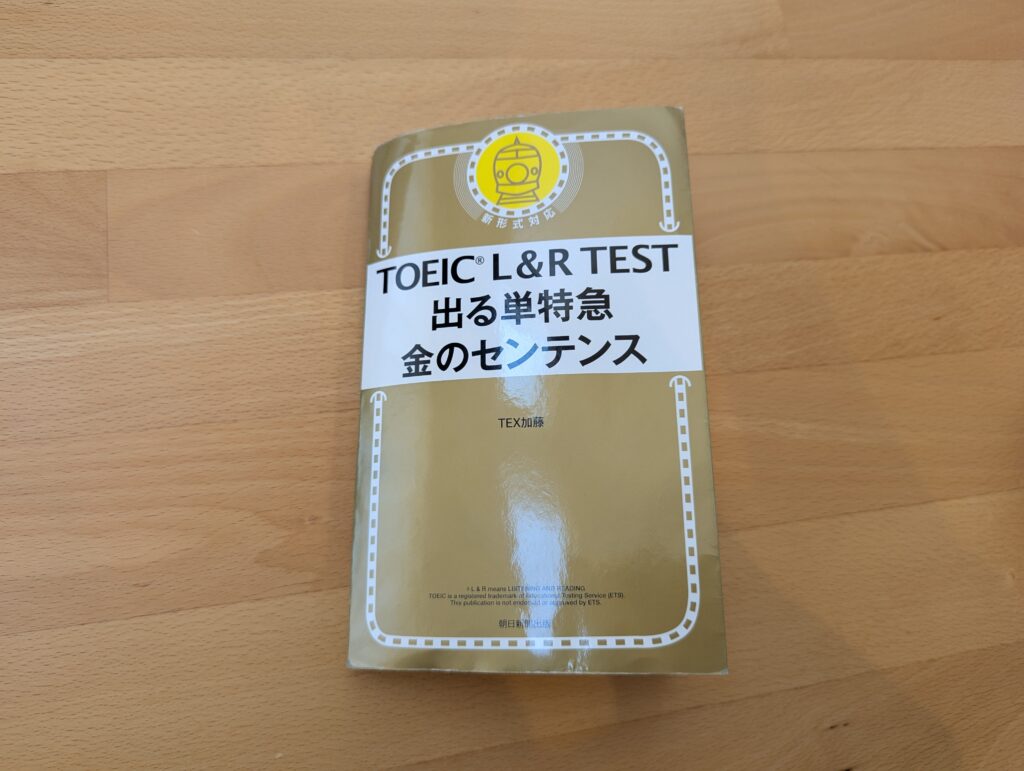 新形式対応
TOEIC® L&R TEST
出る単特急
金のセンテンス
TEX加藤
*L & R means LISTENING AND READING.
TOEIC is a registered trademark of Educational Testing Service (ETS).
This publication is not endorsed or approved by ETS.
朝日新聞出版